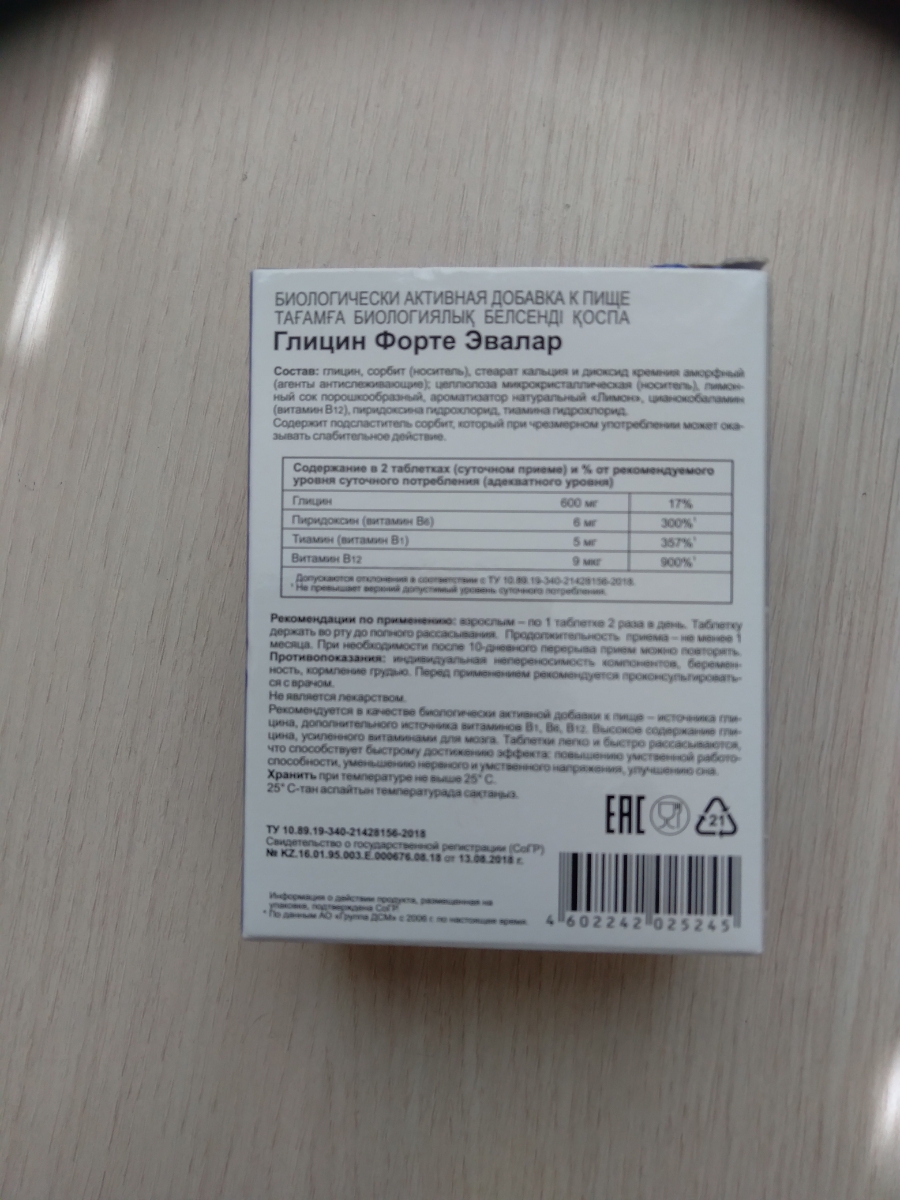 БИОЛОГИЧЕСКИ АКТИВНАЯ ДОБАВКА К ПИЩЕ
ТАҒАМҒА БИОЛОГИЯЛЫҚ БЕЛСЕНДІ ҚОСПА
Глицин Форте Эвалар
Состав: глицин, сорбит (носитель), стеарат кальция и диоксид кремния аморфный
(агенты антислеживающие); целлюлоза микрокристаллическая (носитель), лимон-
ный сок порошкообразный, ароматизатор натуральный «Лимон», цианокобаламин
(витамин B12), пиридоксина гидрохлорид, тиамина гидрохлорид.
Содержит подсластитель сорбит, который при чрезмерном употреблении может ока-
зывать слабительное действие.
Содержание в 2 таблетках (суточном приеме) и % от рекомендуемого
уровня суточного потребления (адекватного уровня)
Глицин 600 мг 17%
Пиридоксин (витамин B6) 6 мг 300%¹
Тиамин (витамин B1) 5 мг 357%¹
Витамин B12 9 мкг 900%¹
Допускаются отклонения в соответствии с ТУ 10.89.19-340-21428156-2018.
¹ Не превышает верхний допустимый уровень суточного потребления.
Рекомендации по применению: взрослым – по 1 таблетке 2 раза в день. Таблетку
держать во рту до полного рассасывания. Продолжительность приема – не менее 1
месяца. При необходимости после 10-дневного перерыва прием можно повторять.
Противопоказания: индивидуальная непереносимость компонентов, беремен-
ность, кормление грудью. Перед применением рекомендуется проконсультировать-
ся с врачом.
Не является лекарством.
Рекомендуется в качестве биологически активной добавки к пище – источника гли-
цина, дополнительного источника витаминов B1, B6, B12. Высокое содержание гли-
цина, усиленного витаминами для мозга. Таблетки легко и быстро рассасываются,
что способствует быстрому достижению эффекта: повышению умственной работо-
способности, уменьшению нервного и умственного напряжения, улучшению сна.
Хранить при температуре не выше 25° С.
25° С-тан аспайтын температурада сақтаңыз.
EAC 21
ТУ 10.89.19-340-21428156-2018
Свидетельство о государственной регистрации (СоГР)
№ KZ.16.01.95.003.E.000676.08.18 от 13.08.2018 г.
Информация о действии продукта, размещенная на
упаковке, подтверждена СоГР.
* По данным АО «Группа ДСМ» с 2006 г. по настоящее время.
4 602242 025245